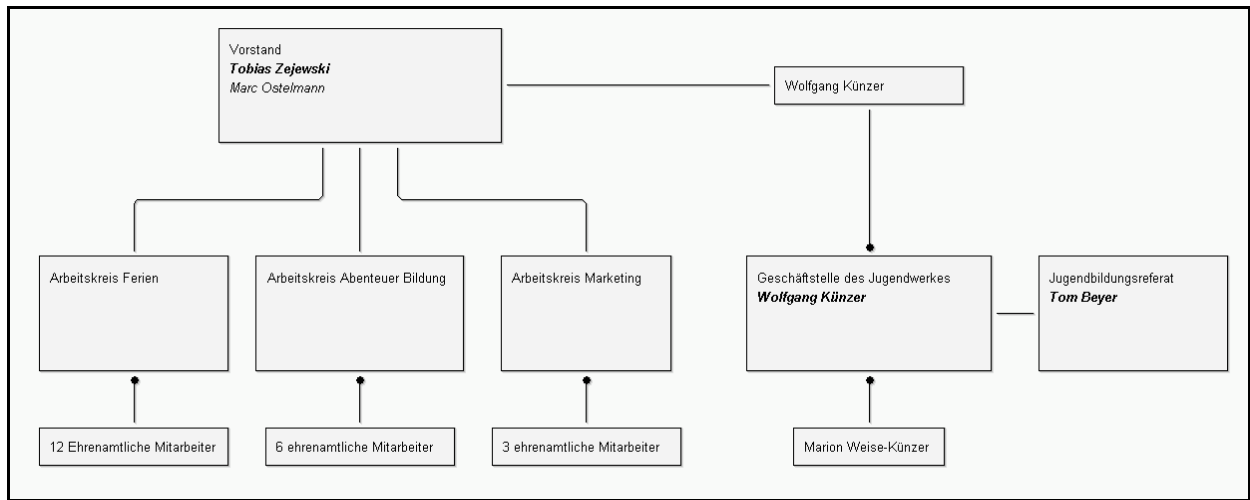 Vorstand
Tobias Zejewski
Marc Ostelmann
Wolfgang Künzer
Arbeitskreis Ferien
Arbeitskreis Abenteuer Bildung
Arbeitskreis Marketing
Geschäftstelle des Jugendwerkes
Wolfgang Künzer
Jugendbildungsreferat
Tom Beyer
12 Ehrenamtliche Mitarbeiter
6 ehrenamtliche Mitarbeiter
3 ehrenamtliche Mitarbeiter
Marion Weise-Künzer